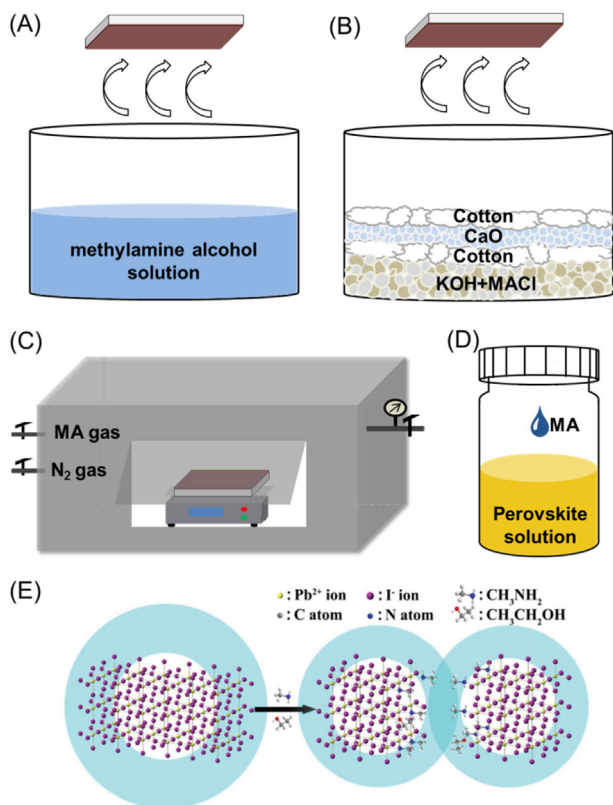 (A)
methylamine alcohol
solution
(B)
Cotton
CaO
Cotton
KOH+MACl
(C)
MA gas
N₂ gas
(D)
MA
Perovskite
solution
(E)
: Pb²⁺ ion
: I⁻ ion
: CH₃NH₂
: C atom
: N atom
: CH₃CH₂OH